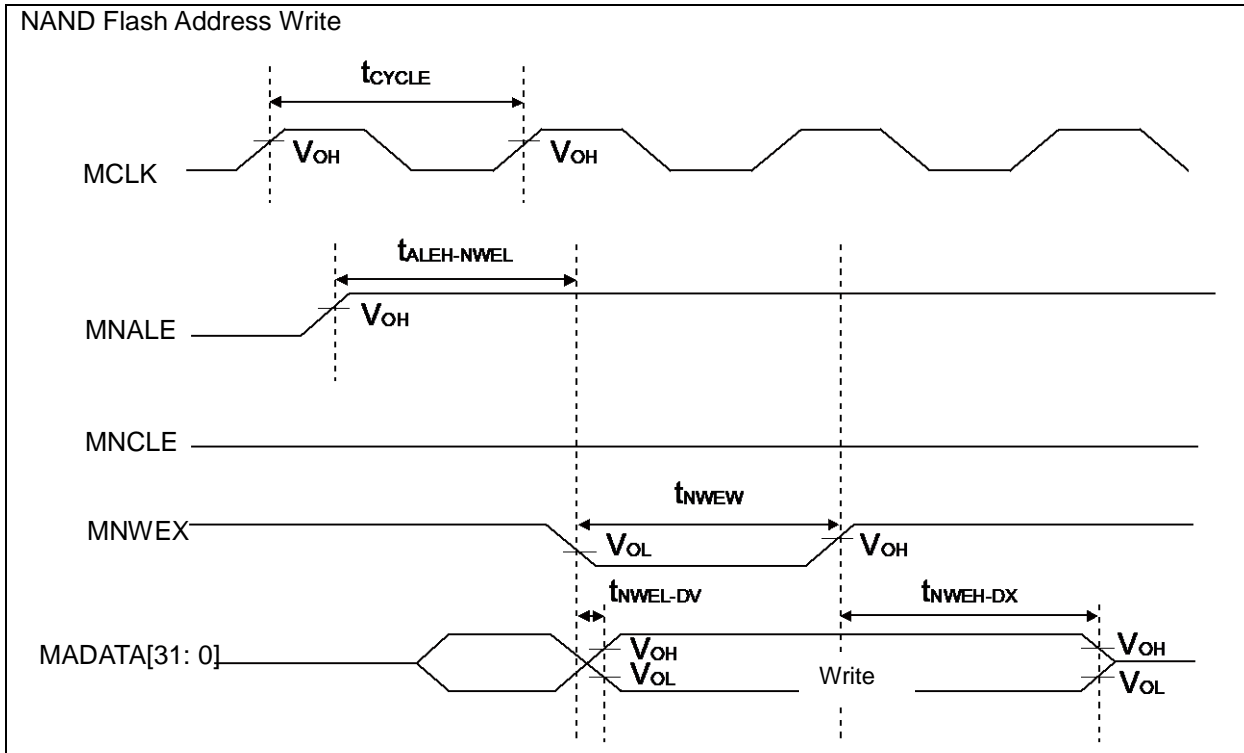 NAND Flash Address Write
tCYCLE
VOH
VOH
MCLK
tALEH-NWEL
VOH
MNALE
MNCLE
tNWEW
MNWEX
VOL
VOH
tNWEL-DV
tNWEH-DX
VOH
VOH
MADATA[31: 0]
VOL
Write
VOL